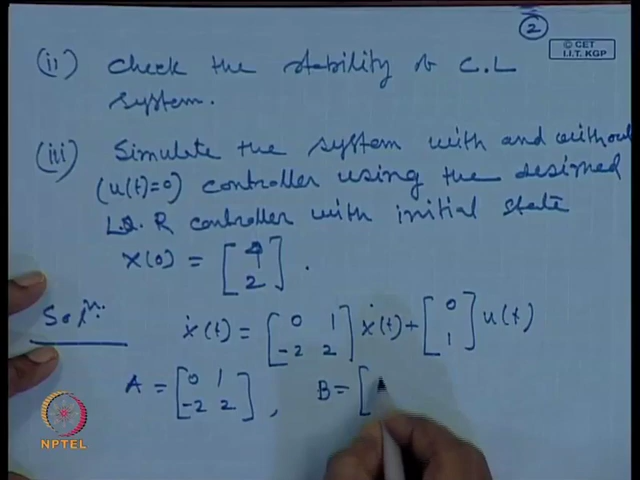 ②
© CET
I.I.T. KGP
(ii) Check the stability of C.L
system.
(iii) Simulate the system with and without
(u(t)=0) controller using the designed
L.Q.R controller with initial state
X(0) = [4; 2].
Soln:
ẋ(t) = [0 1; -2 2] ẋ(t) + [0; 1] u(t)
A = [0 1; -2 2], B = [
NPTEL